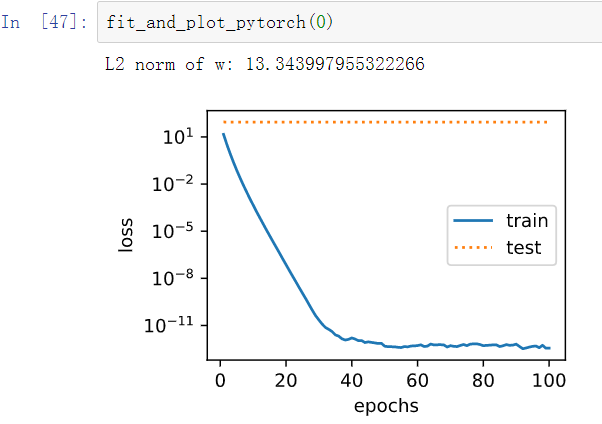 In [47]: fit_and_plot_pytorch(0)
L2 norm of w: 13.343997955322266
10^1
10^-2
10^-5
10^-8
10^-11
loss
train
test
0 20 40 60 80 100
epochs